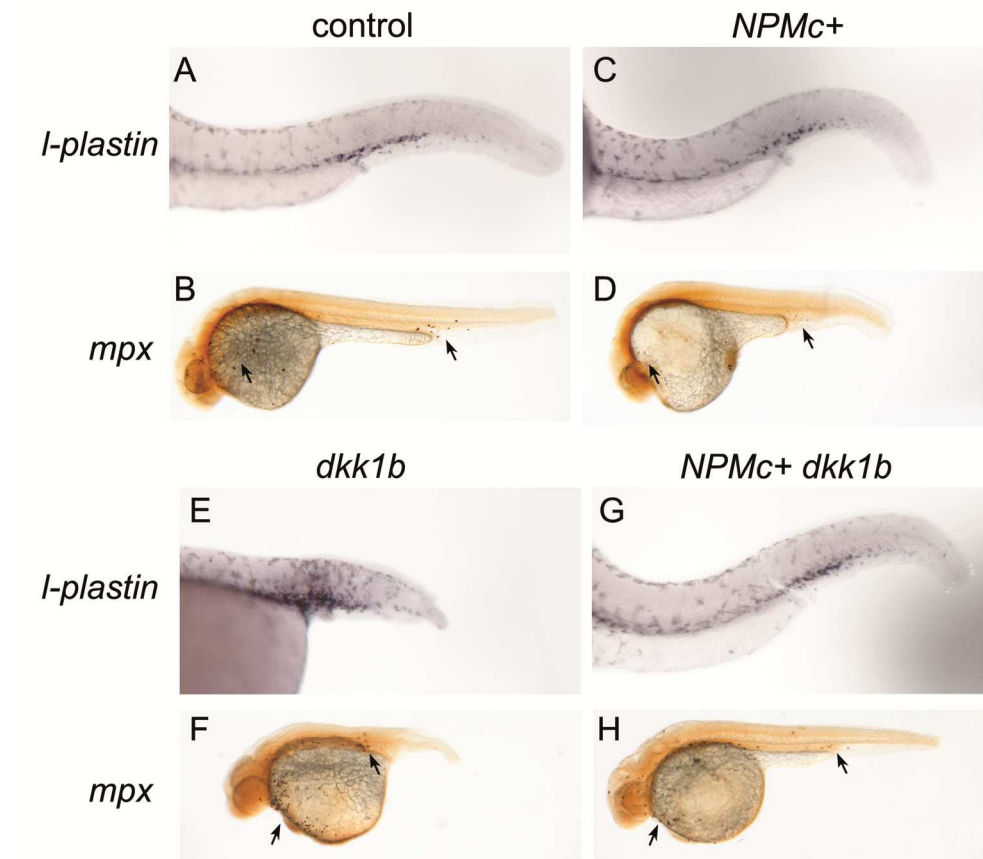 control NPMc+
A C
l-plastin
B D
mpx
dkk1b NPMc+ dkk1b
E G
l-plastin
F H
mpx